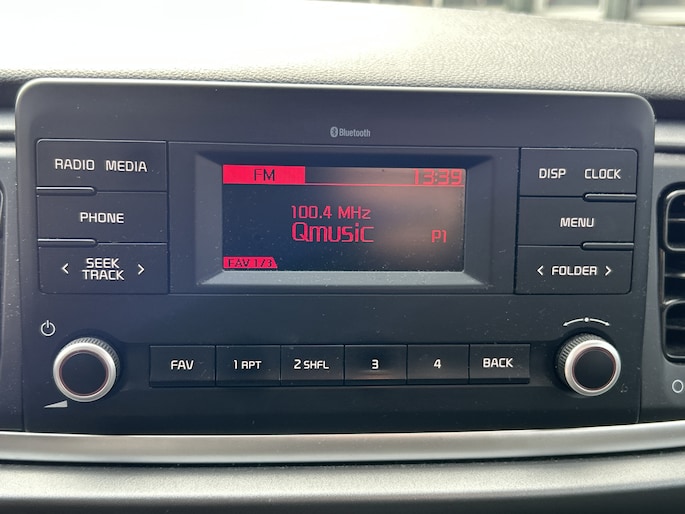 Bluetooth
RADIO MEDIA
PHONE
< SEEK TRACK >
FM 13:39
100.4 MHz
Qmusic P1
FAV 1/3
DISP CLOCK
MENU
< FOLDER >
FAV 1 RPT 2 SHFL 3 4 BACK